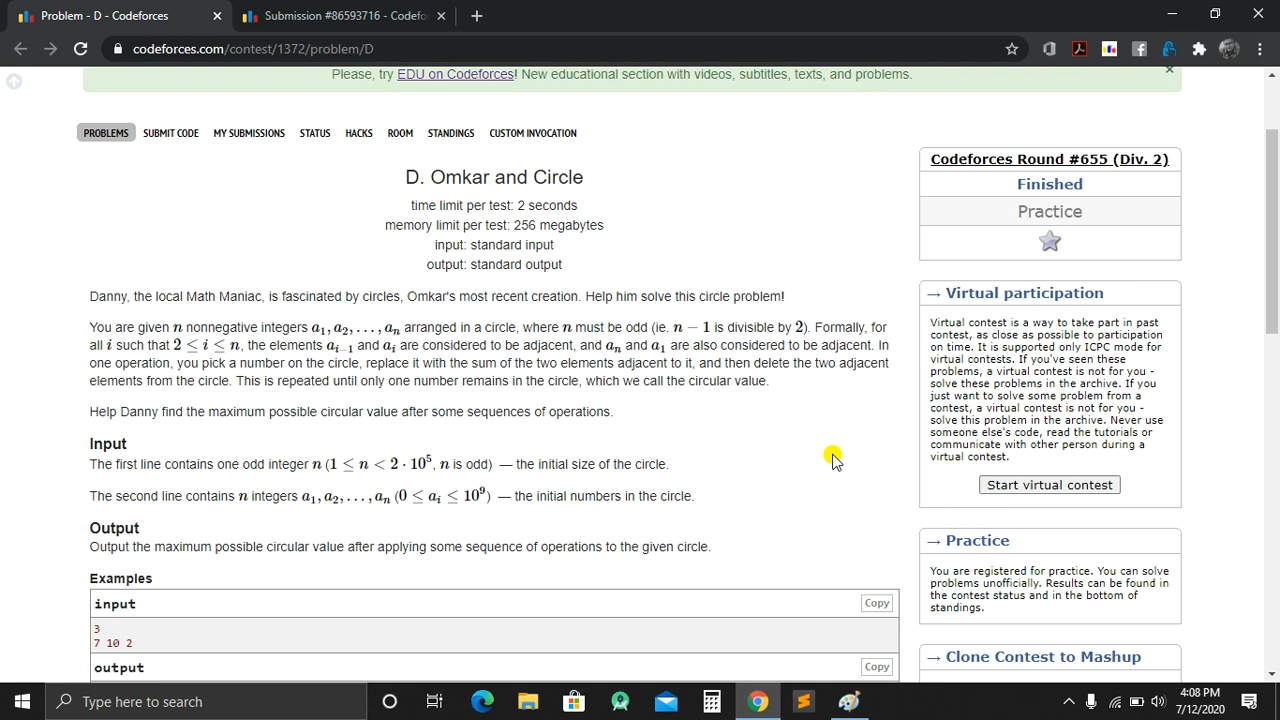 Problem - D - Codeforces
Submission #86593716 - Codefo
codeforces.com/contest/1372/problem/D
Please, try EDU on Codeforces! New educational section with videos, subtitles, texts, and problems.
PROBLEMS SUBMIT CODE MY SUBMISSIONS STATUS HACKS ROOM STANDINGS CUSTOM INVOCATION
D. Omkar and Circle
time limit per test: 2 seconds
memory limit per test: 256 megabytes
input: standard input
output: standard output
Danny, the local Math Maniac, is fascinated by circles, Omkar's most recent creation. Help him solve this circle problem!
You are given n nonnegative integers a₁, a₂, …, aₙ arranged in a circle, where n must be odd (ie. n − 1 is divisible by 2). Formally, for
all i such that 2 ≤ i ≤ n, the elements aᵢ₋₁ and aᵢ are considered to be adjacent, and aₙ and a₁ are also considered to be adjacent. In
one operation, you pick a number on the circle, replace it with the sum of the two elements adjacent to it, and then delete the two adjacent
elements from the circle. This is repeated until only one number remains in the circle, which we call the circular value.
Help Danny find the maximum possible circular value after some sequences of operations.
Input
The first line contains one odd integer n (1 ≤ n < 2 · 10⁵, n is odd) — the initial size of the circle.
The second line contains n integers a₁, a₂, …, aₙ (0 ≤ aᵢ ≤ 10⁹) — the initial numbers in the circle.
Output
Output the maximum possible circular value after applying some sequence of operations to the given circle.
Examples
input
Copy
3
7 10 2
output
Copy
Codeforces Round #655 (Div. 2)
Finished
Practice
→ Virtual participation
Virtual contest is a way to take part in past
contest, as close as possible to participation
on time. It is supported only ICPC mode for
virtual contests. If you've seen these
problems, a virtual contest is not for you -
solve these problems in the archive. If you
just want to solve some problem from a
contest, a virtual contest is not for you -
solve this problem in the archive. Never use
someone else's code, read the tutorials or
communicate with other person during a
virtual contest.
Start virtual contest
→ Practice
You are registered for practice. You can solve
problems unofficially. Results can be found in
the contest status and in the bottom of
standings.
→ Clone Contest to Mashup
Type here to search
4:08 PM
7/12/2020